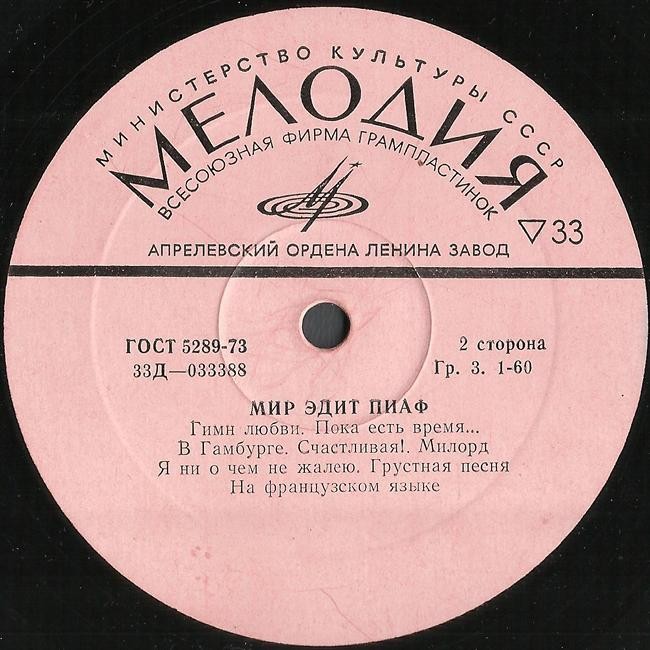 МИНИСТЕРСТВО КУЛЬТУРЫ СССР
МЕЛОДИЯ
ВСЕСОЮЗНАЯ ФИРМА ГРАМПЛАСТИНОК
▽33
АПРЕЛЕВСКИЙ ОРДЕНА ЛЕНИНА ЗАВОД
ГОСТ 5289-73
2 сторона
33Д—033388
Гр. 3. 1-60
МИР ЭДИТ ПИАФ
Гимн любви. Пока есть время...
В Гамбурге. Счастливая!. Милорд
Я ни о чем не жалею. Грустная песня
На французском языке